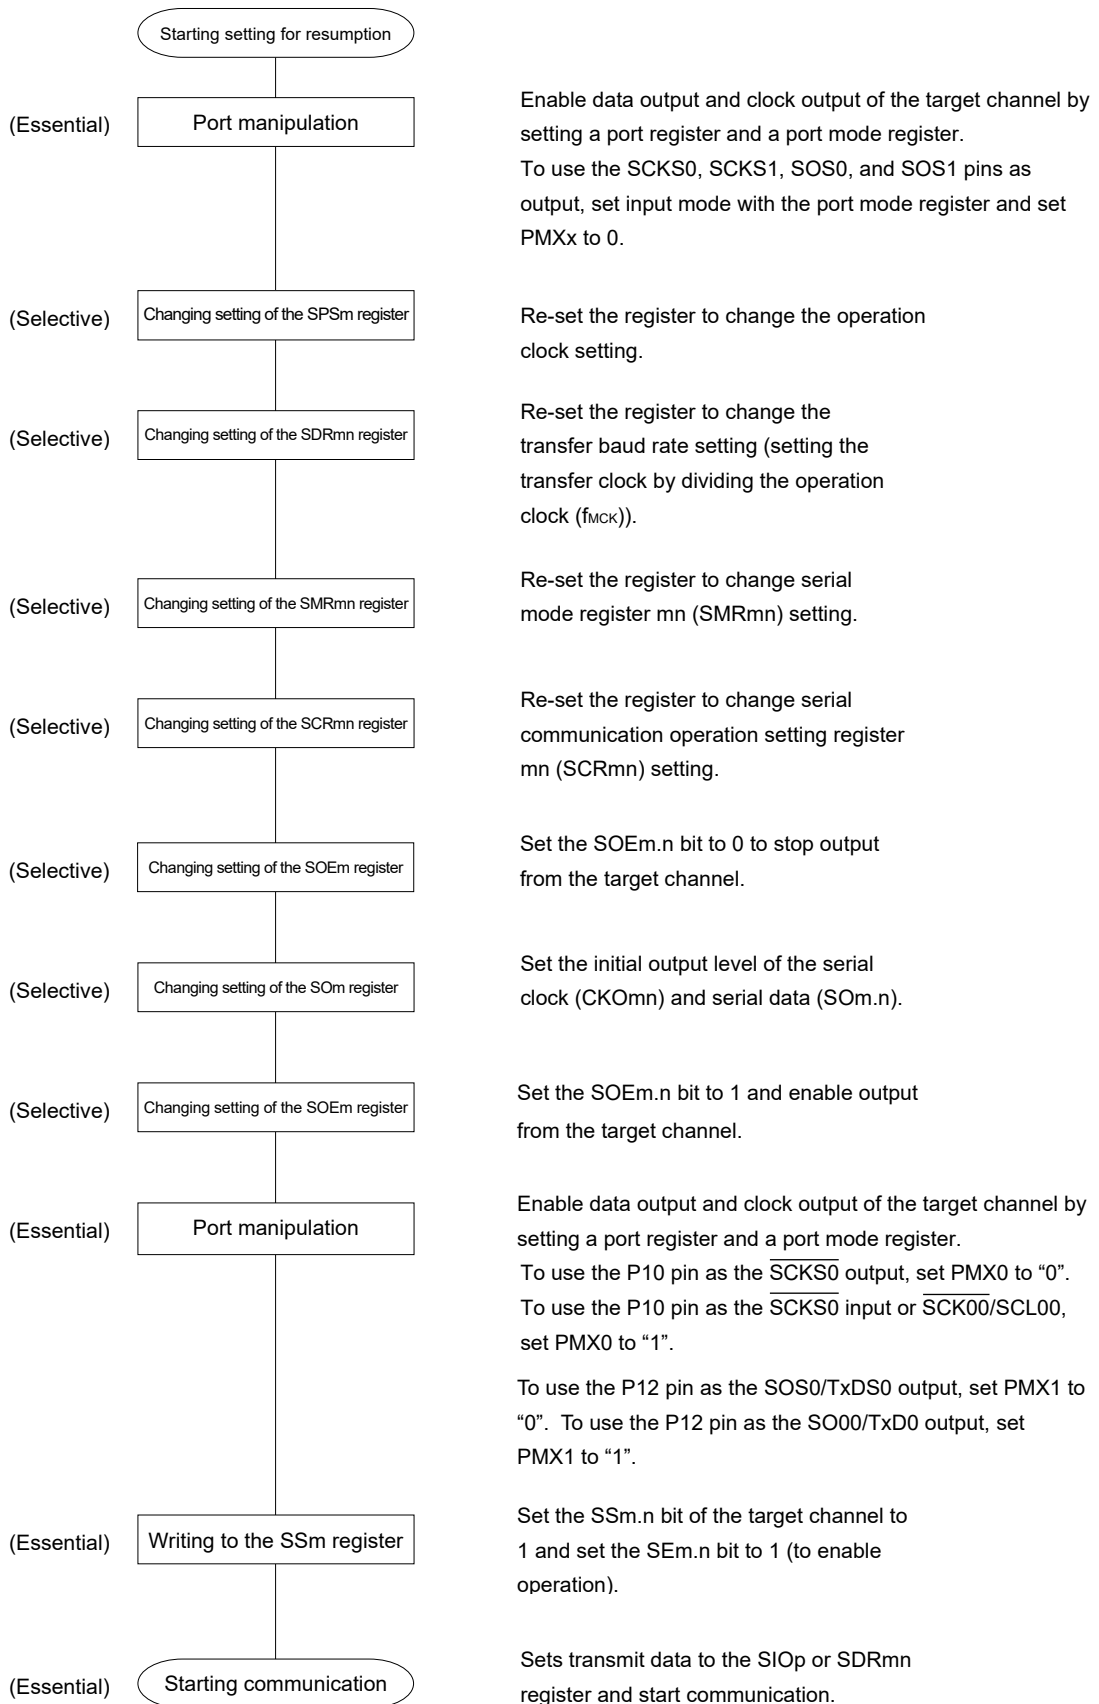 Starting setting for resumption
(Essential)
Port manipulation
Enable data output and clock output of the target channel by
setting a port register and a port mode register.
To use the SCKS0, SCKS1, SOS0, and SOS1 pins as
output, set input mode with the port mode register and set
PMXx to 0.
(Selective)
Changing setting of the SPSm register
Re-set the register to change the operation
clock setting.
(Selective)
Changing setting of the SDRmn register
Re-set the register to change the
transfer baud rate setting (setting the
transfer clock by dividing the operation
clock (fMCK)).
(Selective)
Changing setting of the SMRmn register
Re-set the register to change serial
mode register mn (SMRmn) setting.
(Selective)
Changing setting of the SCRmn register
Re-set the register to change serial
communication operation setting register
mn (SCRmn) setting.
(Selective)
Changing setting of the SOEm register
Set the SOEm.n bit to 0 to stop output
from the target channel.
(Selective)
Changing setting of the SOm register
Set the initial output level of the serial
clock (CKOmn) and serial data (SOm.n).
(Selective)
Changing setting of the SOEm register
Set the SOEm.n bit to 1 and enable output
from the target channel.
(Essential)
Port manipulation
Enable data output and clock output of the target channel by
setting a port register and a port mode register.
To use the P10 pin as the S̅C̅K̅S̅0̅ output, set PMX0 to “0”.
To use the P10 pin as the S̅C̅K̅S̅0̅ input or S̅C̅K̅0̅0̅/SCL00,
set PMX0 to “1”.
To use the P12 pin as the SOS0/TxDS0 output, set PMX1 to
“0”.  To use the P12 pin as the SO00/TxD0 output, set
PMX1 to “1”.
(Essential)
Writing to the SSm register
Set the SSm.n bit of the target channel to
1 and set the SEm.n bit to 1 (to enable
operation).
(Essential)
Starting communication
Sets transmit data to the SIOp or SDRmn
register and start communication.